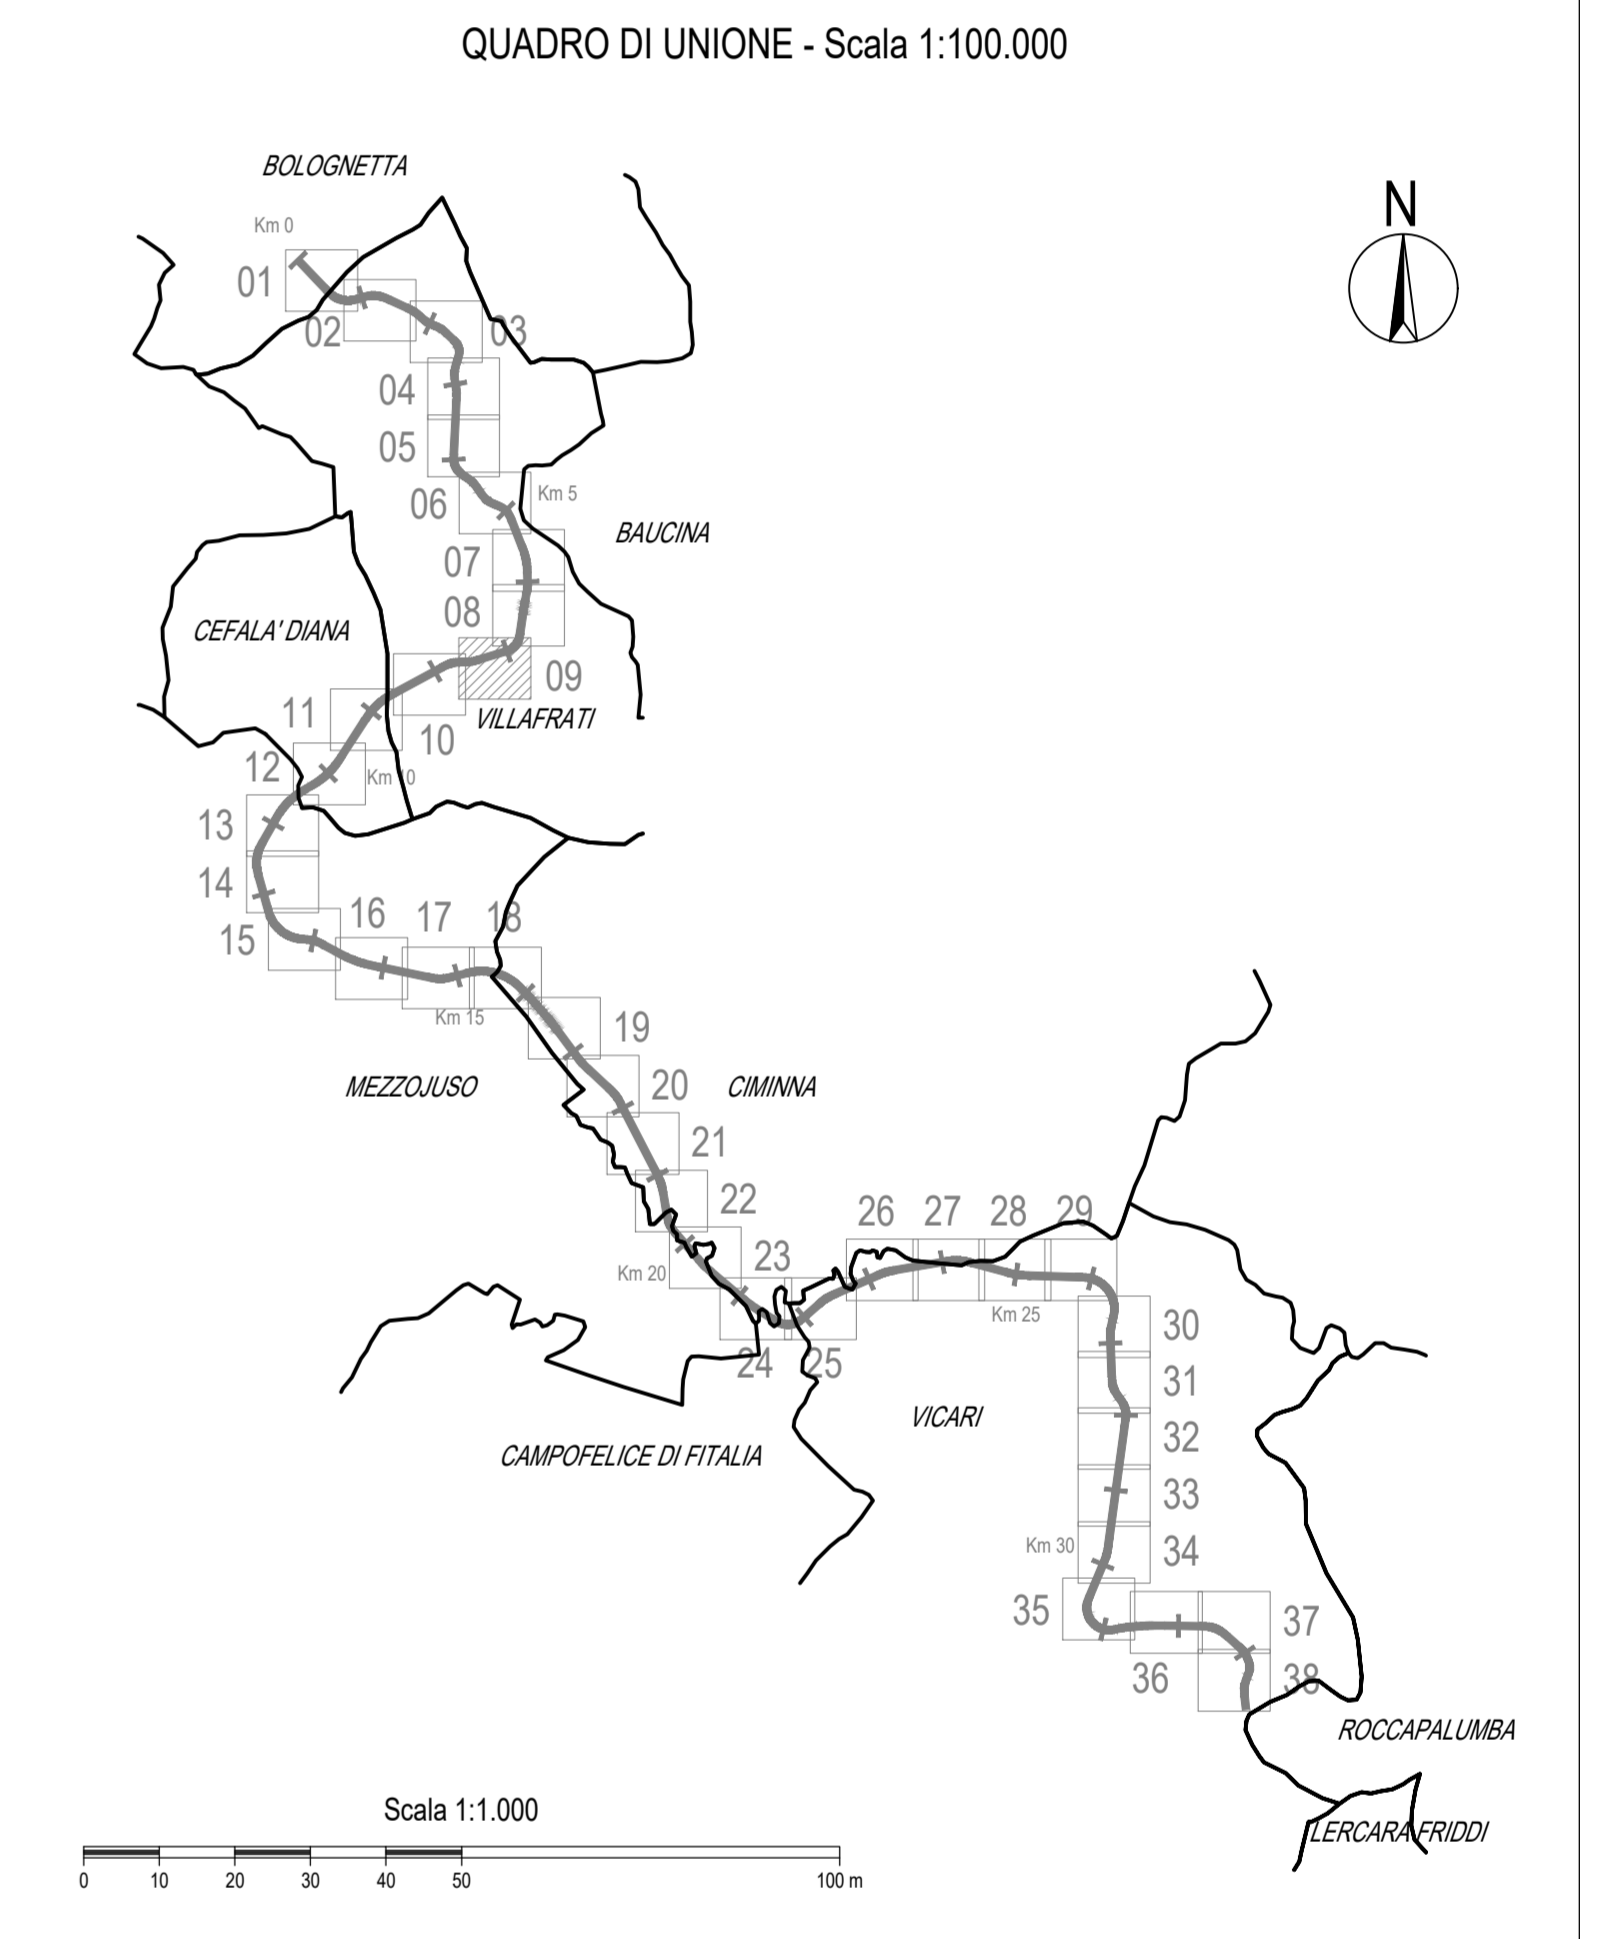 QUADRO DI UNIONE - Scala 1:100.000
BOLOGNETTA
N
Km 0
01
02
03
04
05
06
Km 5
BAUCINA
07
08
CEFALA' DIANA
09
11
VILLAFRATI
10
12
Km 10
13
14
15
16
17
18
Km 15
19
MEZZOJUSO
20
CIMINNA
21
22
26
27
28
29
23
Km 20
Km 25
30
24
25
31
VICARI
32
CAMPOFELICE DI FITALIA
33
Km 30
34
35
37
36
38
ROCCAPALUMBA
Scala 1:1.000
LERCARA FRIDDI
0 10 20 30 40 50 100 m